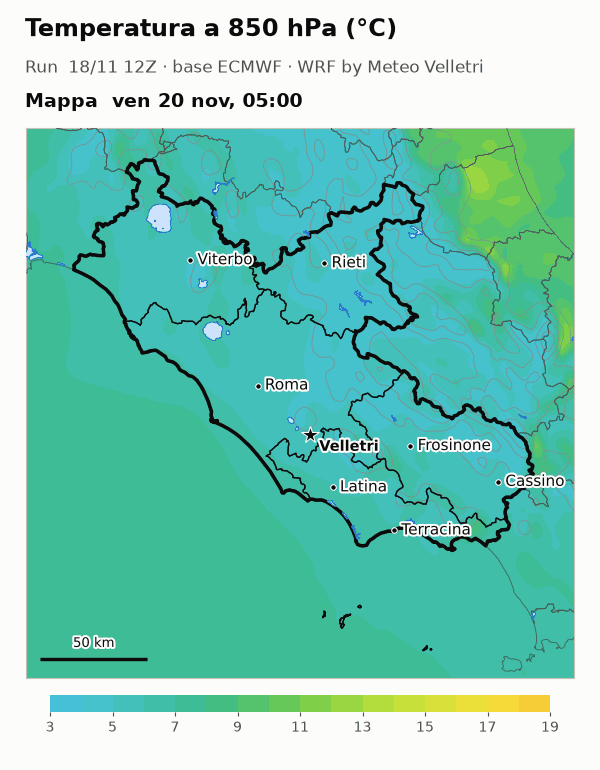 Temperatura a 850 hPa (°C)
Run  18/11 12Z · base ECMWF · WRF by Meteo Velletri
Mappa  ven 20 nov, 05:00
Viterbo
Rieti
Roma
Velletri
Frosinone
Latina
Cassino
Terracina
50 km
3 5 7 9 11 13 15 17 19